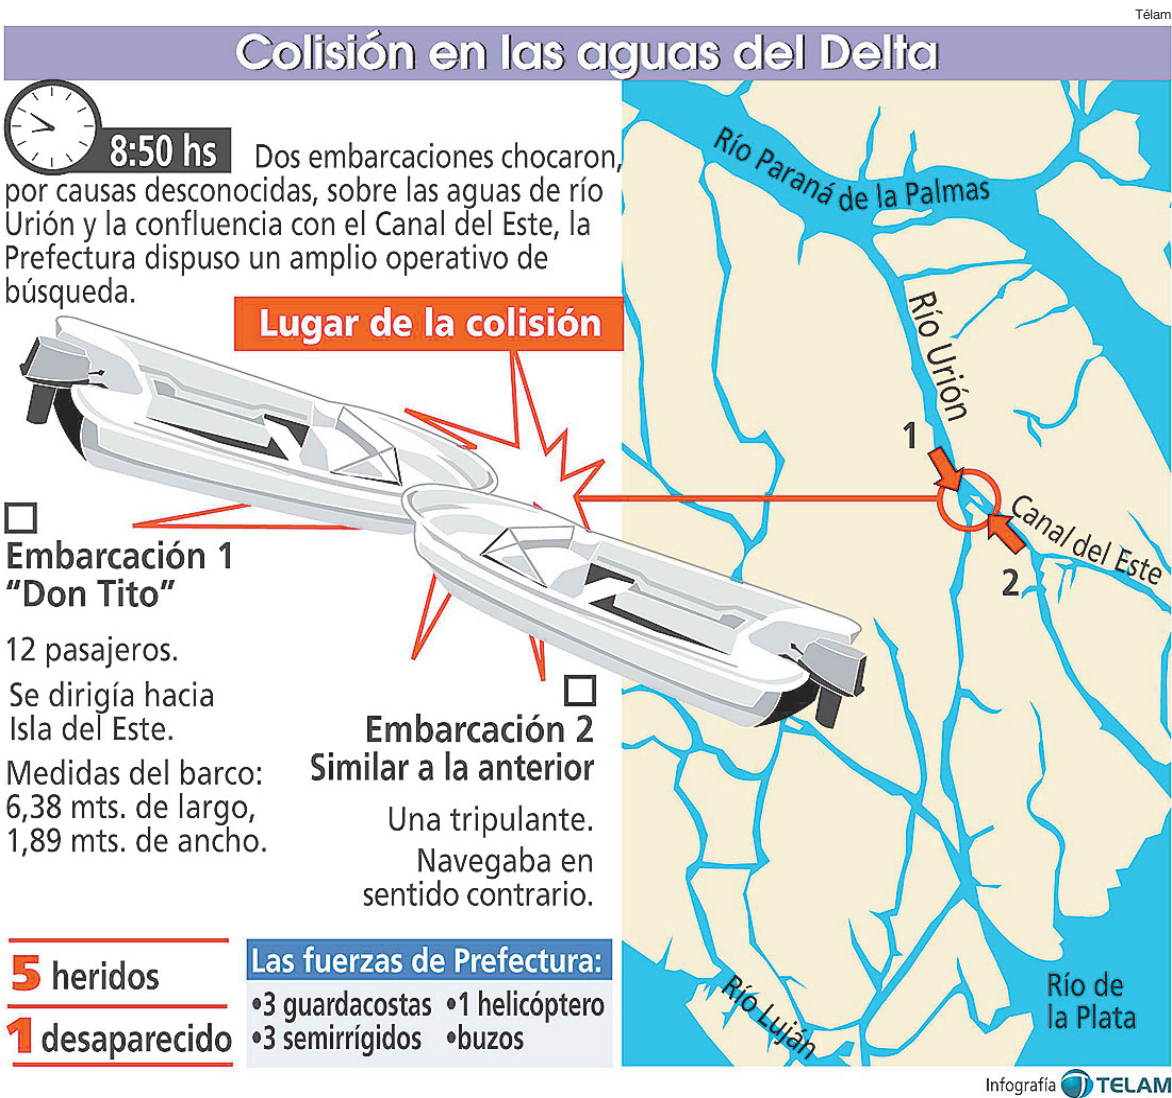 Télam
Colisión en las aguas del Delta
8:50 hs Dos embarcaciones chocaron,
por causas desconocidas, sobre las aguas de río
Urión y la confluencia con el Canal del Este, la
Prefectura dispuso un amplio operativo de
búsqueda.
Lugar de la colisión
Embarcación 1
“Don Tito”
12 pasajeros.
Se dirigía hacia
Isla del Este.
Medidas del barco:
6,38 mts. de largo,
1,89 mts. de ancho.
Embarcación 2
Similar a la anterior
Una tripulante.
Navegaba en
sentido contrario.
5 heridos
1 desaparecido
Las fuerzas de Prefectura:
•3 guardacostas •1 helicóptero
•3 semirrígidos •buzos
Río Paraná de la Palmas
Río Urión
1
Canal del Este
2
Río Luján
Río de
la Plata
Infografía TELAM